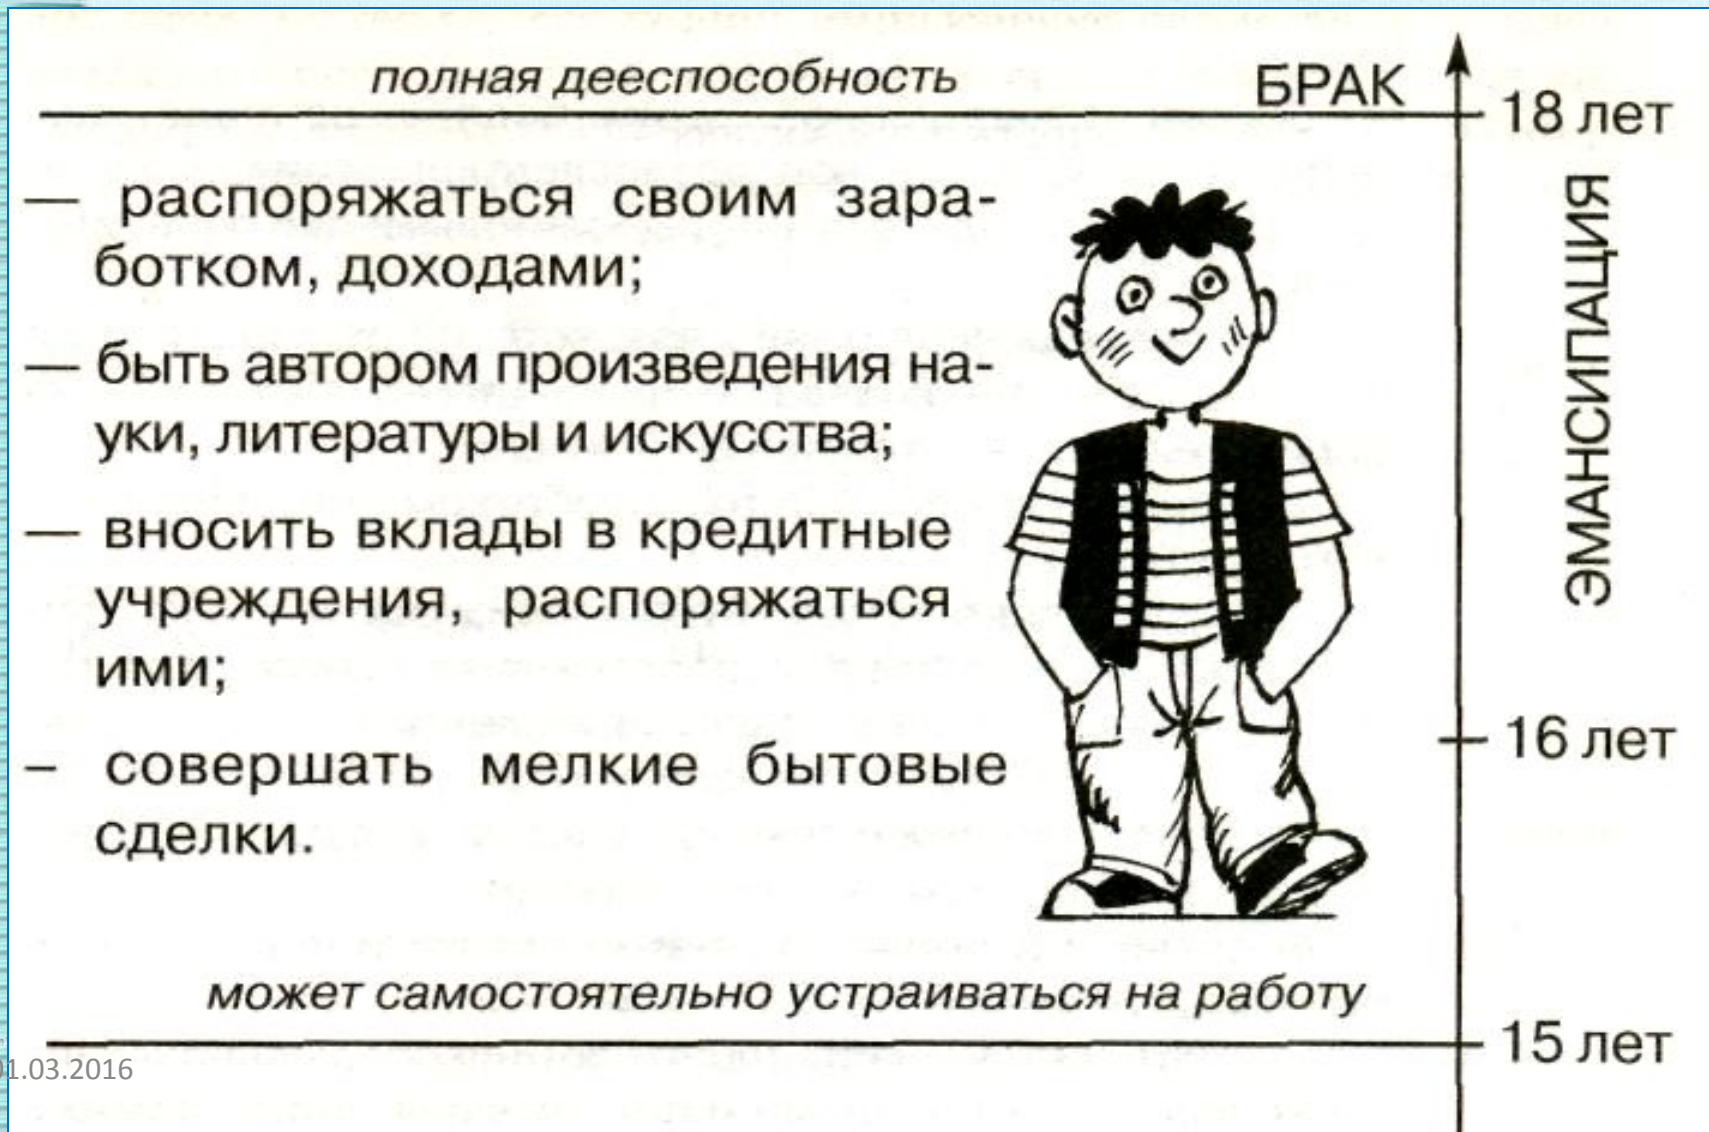 полная дееспособность БРАК
18 лет
— распоряжаться своим зара-
ботком, доходами;
— быть автором произведения на-
уки, литературы и искусства;
— вносить вклады в кредитные
учреждения, распоряжаться
ими;
– совершать мелкие бытовые
сделки.
ЭМАНСИПАЦИЯ
16 лет
может самостоятельно устраиваться на работу
15 лет
01.03.2016